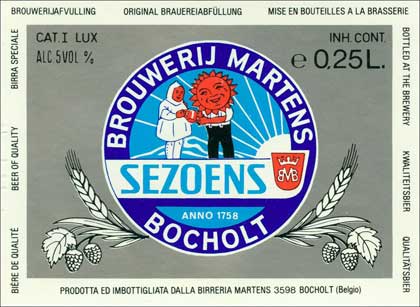 BROUWERIJAFVULLING
ORIGINAL BRAUEREIABFÜLLUNG
MISE EN BOUTEILLES A LA BRASSERIE
CAT. I LUX
ALC 5 VOL %
INH. CONT.
e 0,25L.
BIRRA SPECIALE
BEER OF QUALITY
BIÈRE DE QUALITÉ
BROUWERIJ MARTENS
SEZOENS
BMB
ANNO 1758
BOCHOLT
BOTTLED AT THE BREWERY
KWALITEITSBIER
QUALITÄTSBIER
PRODOTTA ED IMBOTTIGLIATA DALLA BIRRERIA MARTENS 3598 BOCHOLT (Belgio)